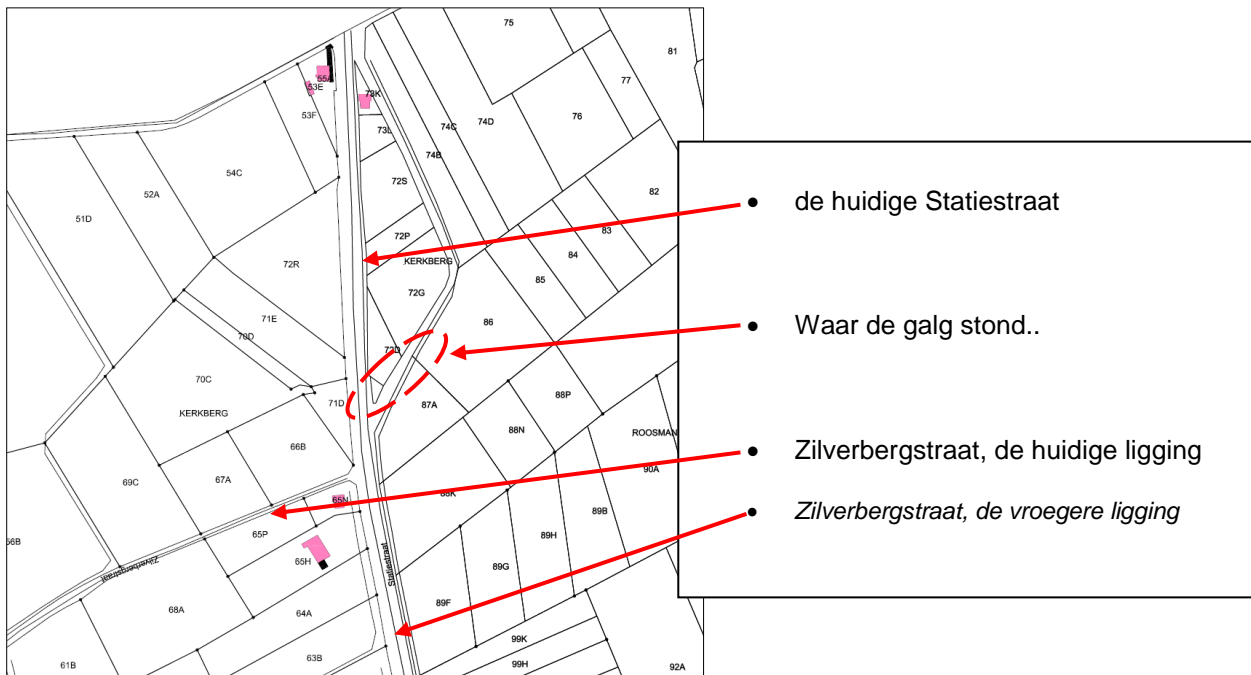 75
81
55A
53E
77
73K
53F
76
74D
74C
73L
74B
54C
72S
52A
82
51D
83
72P
84
KERKBERG
72R
85
72G
86
71E
70D
72D
70C
71D
88P
87A
KERKBERG
88N
ROOSMAN
66B
90A
67A
69C
88K
65N
89B
65P
89H
56B
65H
89G
Zilverbergstraat
Statiestraat
89F
68A
64A
99K
63B
99H
61B
92A
• de huidige Statiestraat
• Waar de galg stond..
• Zilverbergstraat, de huidige ligging
• Zilverbergstraat, de vroegere ligging